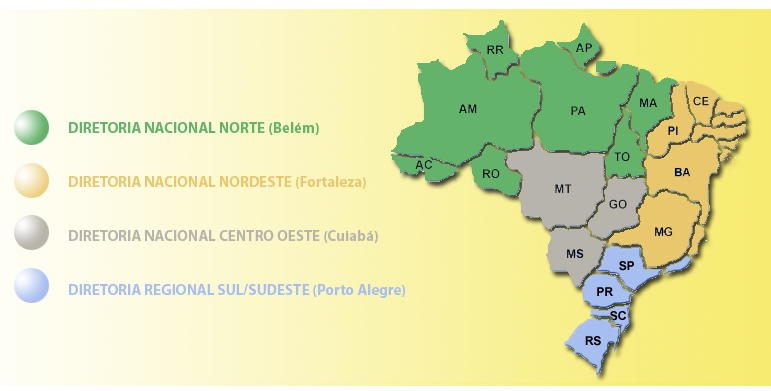 DIRETORIA NACIONAL NORTE (Belém)
DIRETORIA NACIONAL NORDESTE (Fortaleza)
DIRETORIA NACIONAL CENTRO OESTE (Cuiabá)
DIRETORIA REGIONAL SUL/SUDESTE (Porto Alegre)
RR
AP
AM
PA
MA
CE
PI
AC
RO
TO
MT
BA
GO
MG
MS
SP
PR
SC
RS